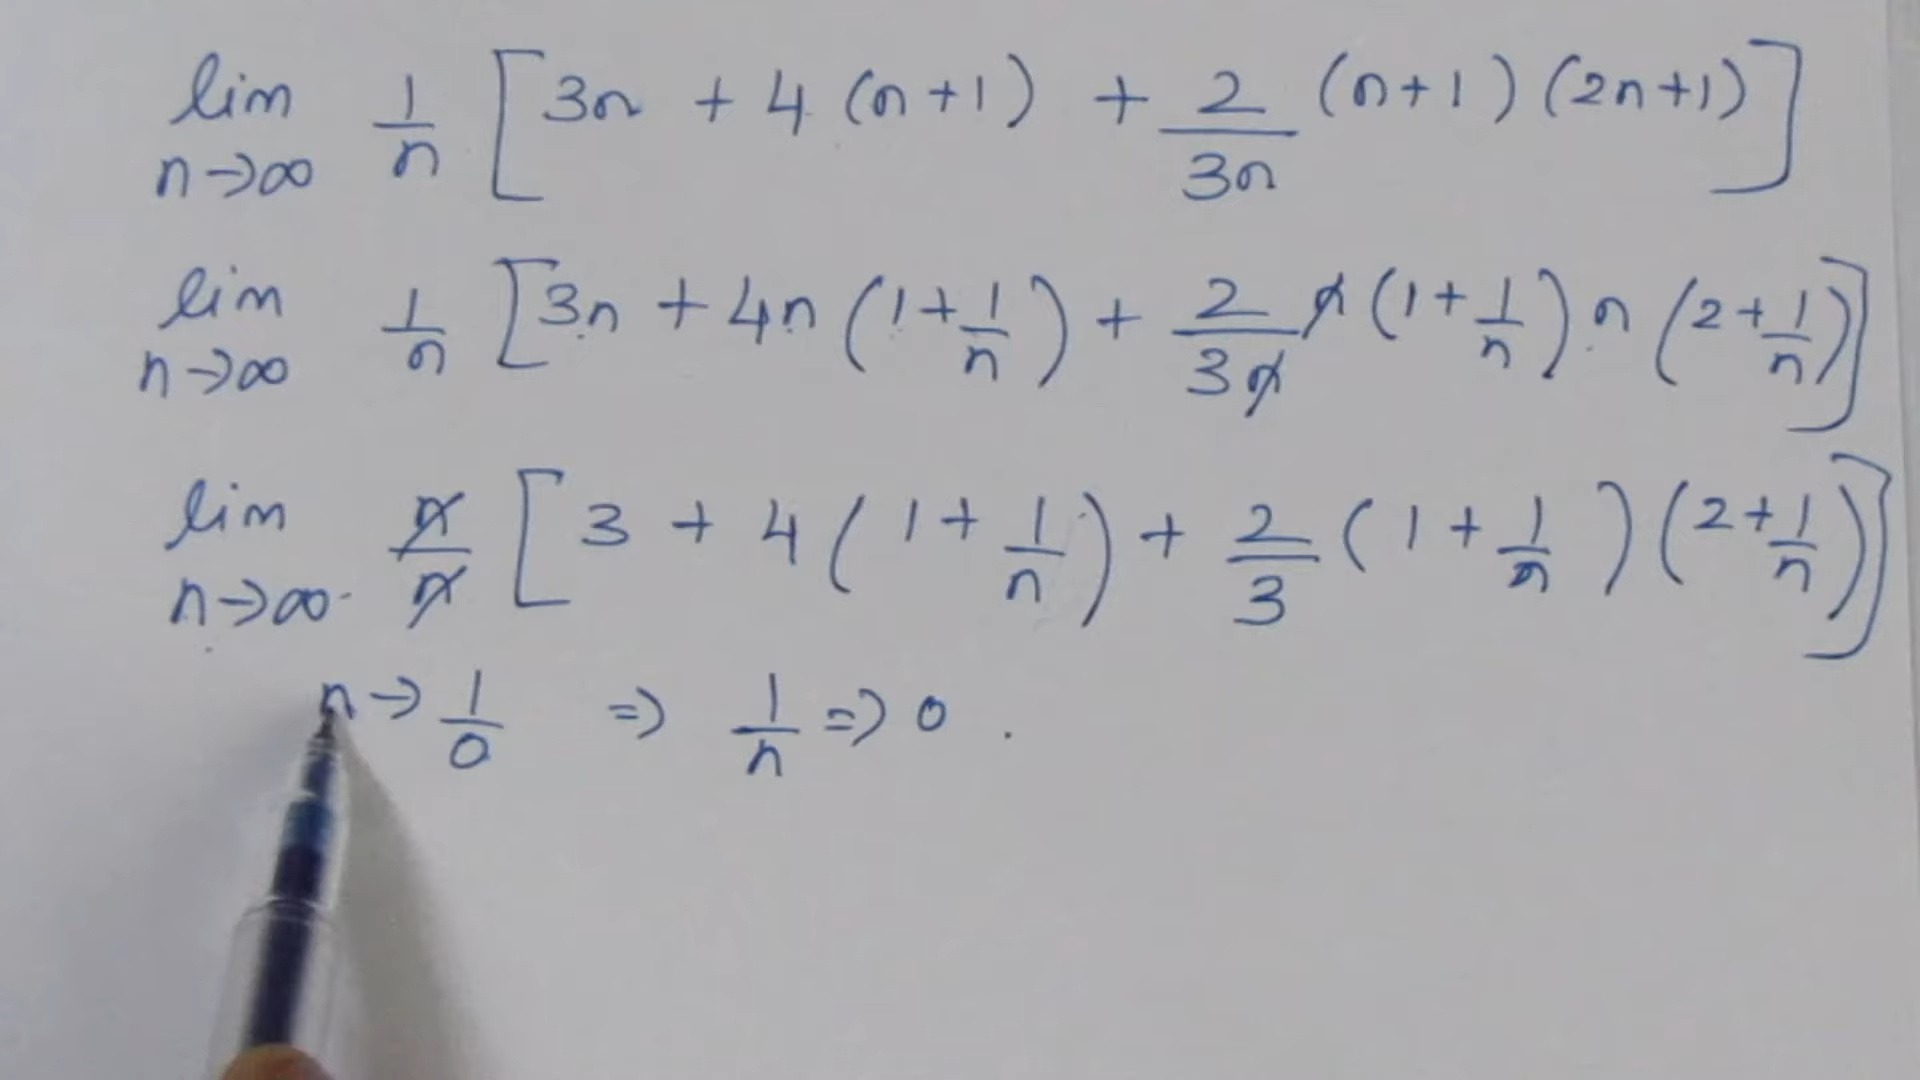 lim n→∞ 1/n [3n + 4(n+1) + 2/3n (n+1)(2n+1)]
lim n→∞ 1/n [3n + 4n(1+1/n) + 2/3n n(1+1/n) n(2+1/n)]
lim n→∞ n/n [3 + 4(1+1/n) + 2/3 (1+1/n)(2+1/n)]
n→ 1/0 ⇒ 1/n ⇒ 0 .